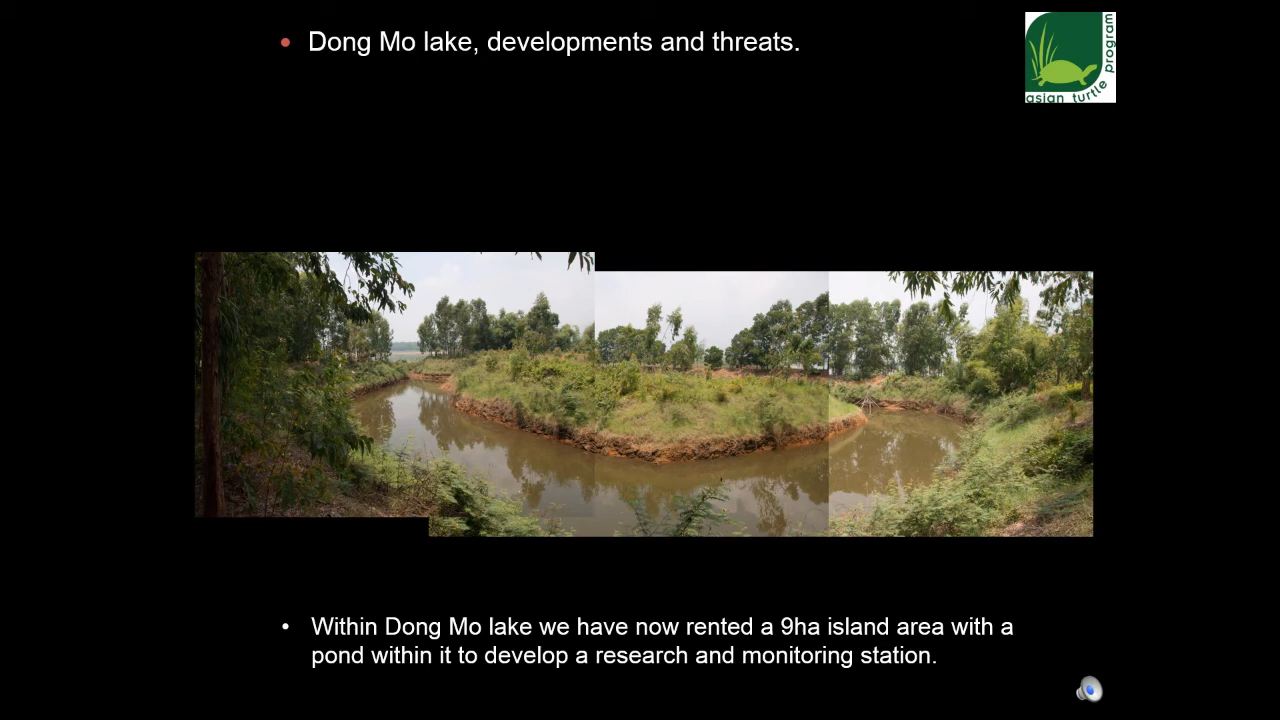 • Dong Mo lake, developments and threats.
asian turtle program
• Within Dong Mo lake we have now rented a 9ha island area with a
pond within it to develop a research and monitoring station.